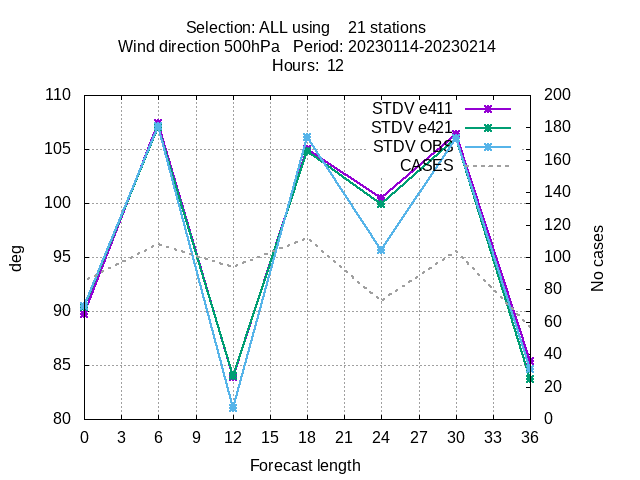 Selection: ALL using    21 stations
Wind direction 500hPa   Period: 20230114-20230214
Hours:  12
110
105
100
95
90
85
80
deg
200
180
160
140
120
100
80
60
40
20
0
No cases
STDV e411
STDV e421
STDV OBS
CASES
0 3 6 9 12 15 18 21 24 27 30 33 36
Forecast length